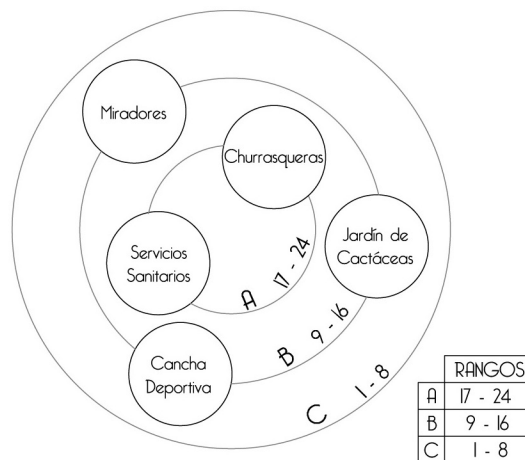 Miradores
Churrasqueras
Servicios
Sanitarios
Jardín de
Cactáceas
Cancha
Deportiva
A 17 - 24
B 9 - 16
C 1 - 8
RANGOS
A 17 - 24
B 9 - 16
C 1 - 8